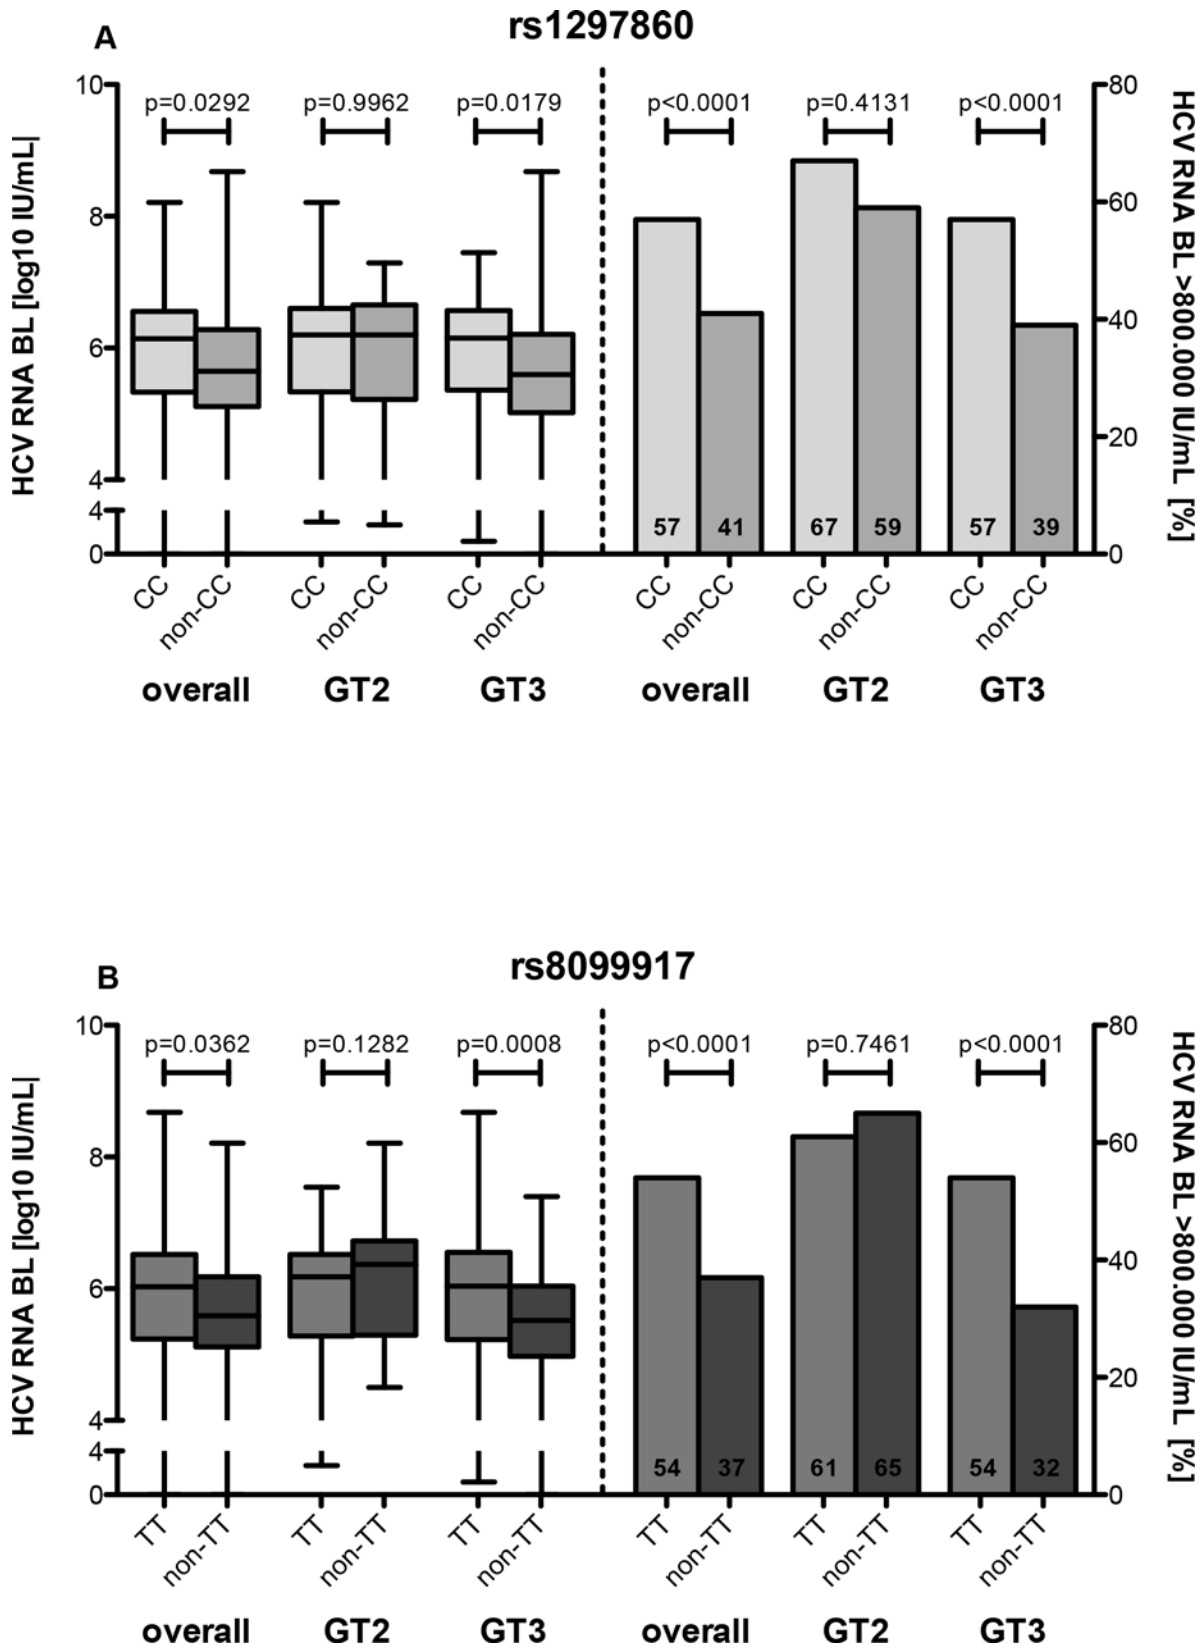 rs1297860
A
HCV RNA BL [log10 IU/mL|
10
8
6
4
4
0
p=0.0292
p=0.9962
p=0.0179
p<0.0001
p=0.4131
p<0.0001
80
60
40
20
0
HCV RNA BL >800.000 IU/mL [%]
57
41
67
59
57
39
CC
non-CC
CC
non-CC
CC
non-CC
CC
non-CC
CC
non-CC
CC
non-CC
overall
GT2
GT3
overall
GT2
GT3
rs8099917
B
HCV RNA BL [log10 IU/mL|
10
8
6
4
4
0
p=0.0362
p=0.1282
p=0.0008
p<0.0001
p=0.7461
p<0.0001
80
60
40
20
0
HCV RNA BL >800.000 IU/mL [%]
54
37
61
65
54
32
TT
non-TT
TT
non-TT
TT
non-TT
TT
non-TT
TT
non-TT
TT
non-TT
overall
GT2
GT3
overall
GT2
GT3